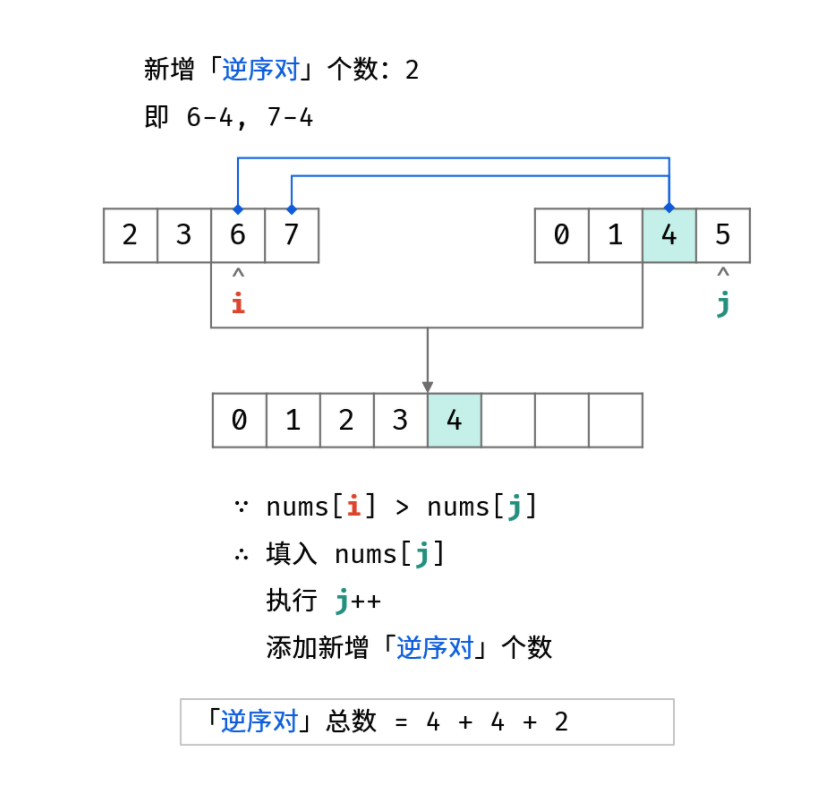 新增「逆序对」个数：2
即 6-4, 7-4
2 3 6 7 0 1 4 5
^ ^
i j
0 1 2 3 4
∵ nums[i] > nums[j]
∴ 填入 nums[j]
执行 j++
添加新增「逆序对」个数
「逆序对」总数 = 4 + 4 + 2